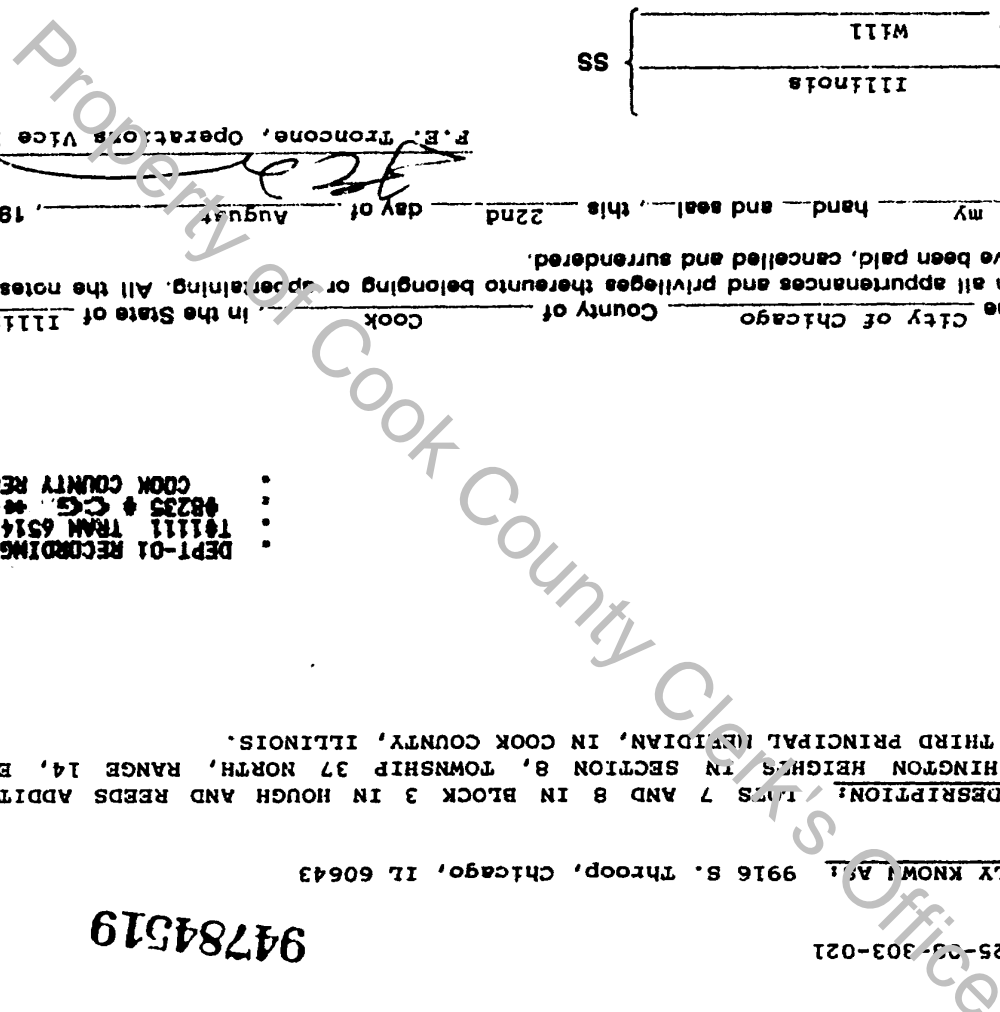 25-08-303-021
94784519
LY KNOWN AS: 9916 S. Throop, Chicago, IL 60643
DESRIPTION: LOTS 7 AND 8 IN BLOCK 3 IN HOUGH AND REEDS ADDIT
HINGTON HEIGHTS IN SECTION 8, TOWNSHIP 37 NORTH, RANGE 14, E
THIRD PRINCIPAL MERIDIAN, IN COOK COUNTY, ILLINOIS.
DEPT-01 RECORDING
T#1111 TRAN 6514
#8235 # CG
COOK COUNTY RE
e City of Chicago County of Cook, in the State of Illi
all appurtenances and privileges thereunto belonging or appertaining. All the notes
ve been paid, cancelled and surrendered.
my hand and seal, this 22nd day of August, 19
F.E. Troncone, Operations Vice
Illinois
SS
Will
Property of Cook County Clerk's Office